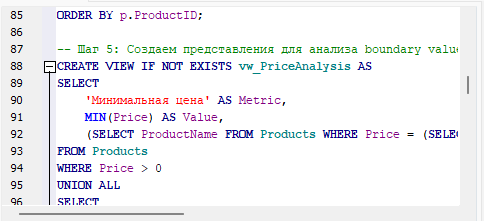 85 ORDER BY p.ProductID;
86
87 -- Шаг 5: Создаем представления для анализа boundary
88 CREATE VIEW IF NOT EXISTS vw_PriceAnalysis AS
89 SELECT
90 'Минимальная цена' AS Metric,
91 MIN(Price) AS Value,
92 (SELECT ProductName FROM Products WHERE Price =
93 FROM Products
94 WHERE Price > 0
95 UNION ALL
96 SELECT